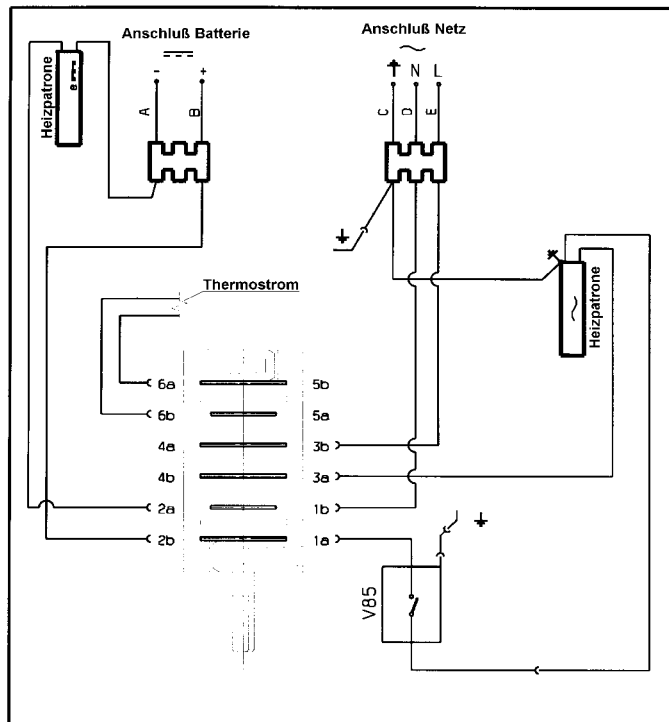 Anschluß Batterie
Anschluß Netz
- +
N L
A B
C D E
Heizpatrone
Heizpatrone
Thermostrom
6a 5b
6b 5a
4a 3b
4b 3a
2a 1b
2b 1a
V85